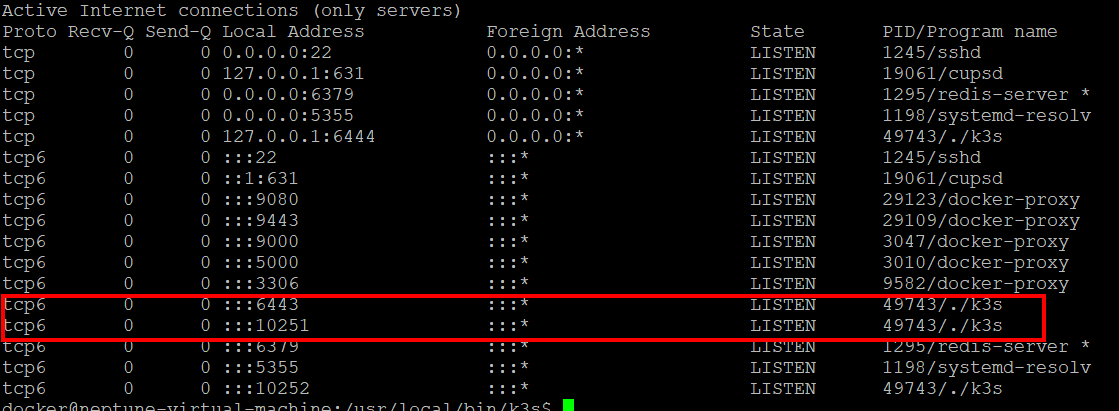 Active Internet connections (only servers)
Proto Recv-Q Send-Q Local Address Foreign Address State PID/Program name
tcp 0 0 0.0.0.0:22 0.0.0.0:* LISTEN 1245/sshd
tcp 0 0 127.0.0.1:631 0.0.0.0:* LISTEN 19061/cupsd
tcp 0 0 0.0.0.0:6379 0.0.0.0:* LISTEN 1295/redis-server *
tcp 0 0 0.0.0.0:5355 0.0.0.0:* LISTEN 1198/systemd-resolv
tcp 0 0 127.0.0.1:6444 0.0.0.0:* LISTEN 49743/./k3s
tcp6 0 0 :::22 :::* LISTEN 1245/sshd
tcp6 0 0 ::1:631 :::* LISTEN 19061/cupsd
tcp6 0 0 :::9080 :::* LISTEN 29123/docker-proxy
tcp6 0 0 :::9443 :::* LISTEN 29109/docker-proxy
tcp6 0 0 :::9000 :::* LISTEN 3047/docker-proxy
tcp6 0 0 :::5000 :::* LISTEN 3010/docker-proxy
tcp6 0 0 :::3306 :::* LISTEN 9582/docker-proxy
tcp6 0 0 :::6443 :::* LISTEN 49743/./k3s
tcp6 0 0 :::10251 :::* LISTEN 49743/./k3s
tcp6 0 0 :::6379 :::* LISTEN 1295/redis-server *
tcp6 0 0 :::5355 :::* LISTEN 1198/systemd-resolv
tcp6 0 0 :::10252 :::* LISTEN 49743/./k3s
docker@neptune-virtual-machine:/usr/local/bin/k3s$